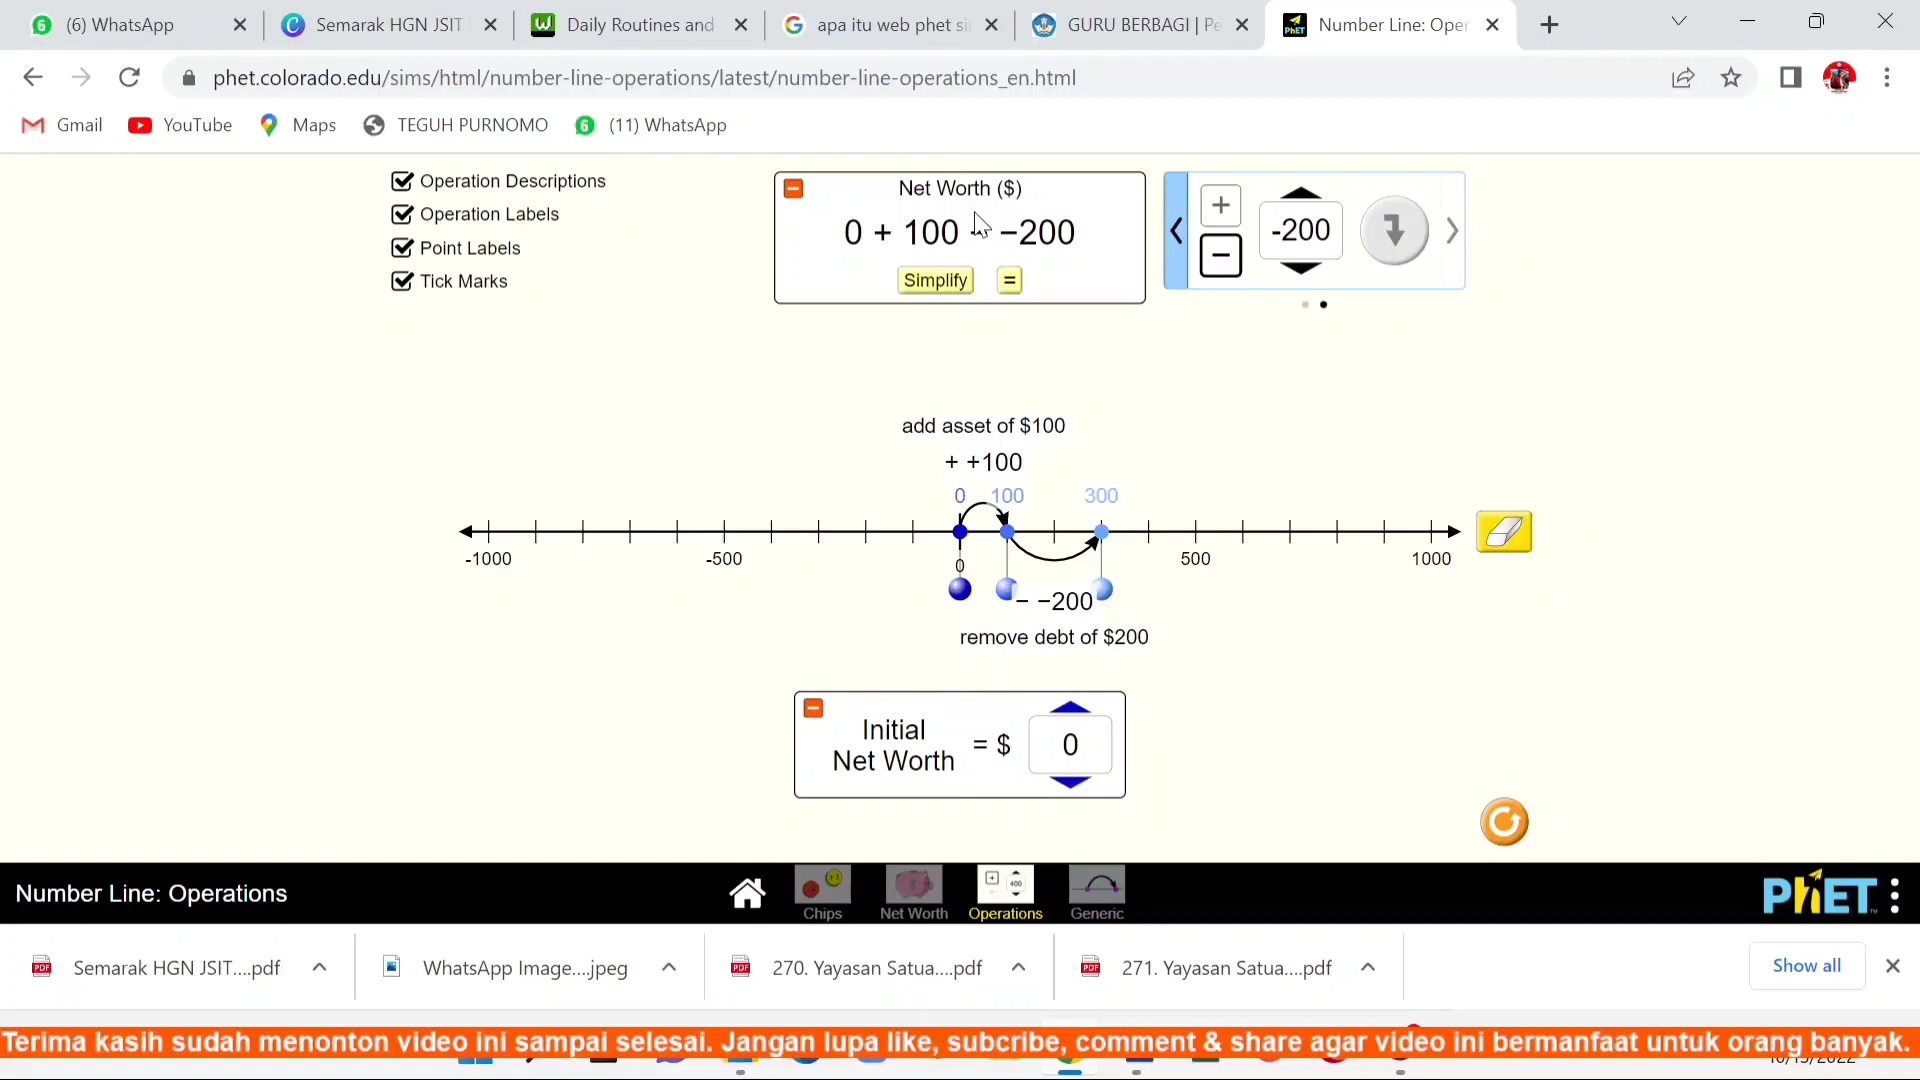 (6) WhatsApp
Semarak HGN JSIT
Daily Routines and
apa itu web phet si
GURU BERBAGI | Pe
Number Line: Oper
phet.colorado.edu/sims/html/number-line-operations/latest/number-line-operations_en.html
Gmail
YouTube
Maps
TEGUH PURNOMO
(11) WhatsApp
Operation Descriptions
Operation Labels
Point Labels
Tick Marks
Net Worth ($)
0 + 100 − −200
Simplify =
+
-200
−
add asset of $100
+ +100
0 100 300
-1000 -500 0 500 1000
− −200
remove debt of $200
Initial
Net Worth
= $ 0
Number Line: Operations
+ 400
Chips
Net Worth
Operations
Generic
PhET
Semarak HGN JSIT....pdf
WhatsApp Image....jpeg
270. Yayasan Satua....pdf
271. Yayasan Satua....pdf
Show all
Terima kasih sudah menonton video ini sampai selesai. Jangan lupa like, subcribe, comment & share agar video ini bermanfaat untuk orang banyak.